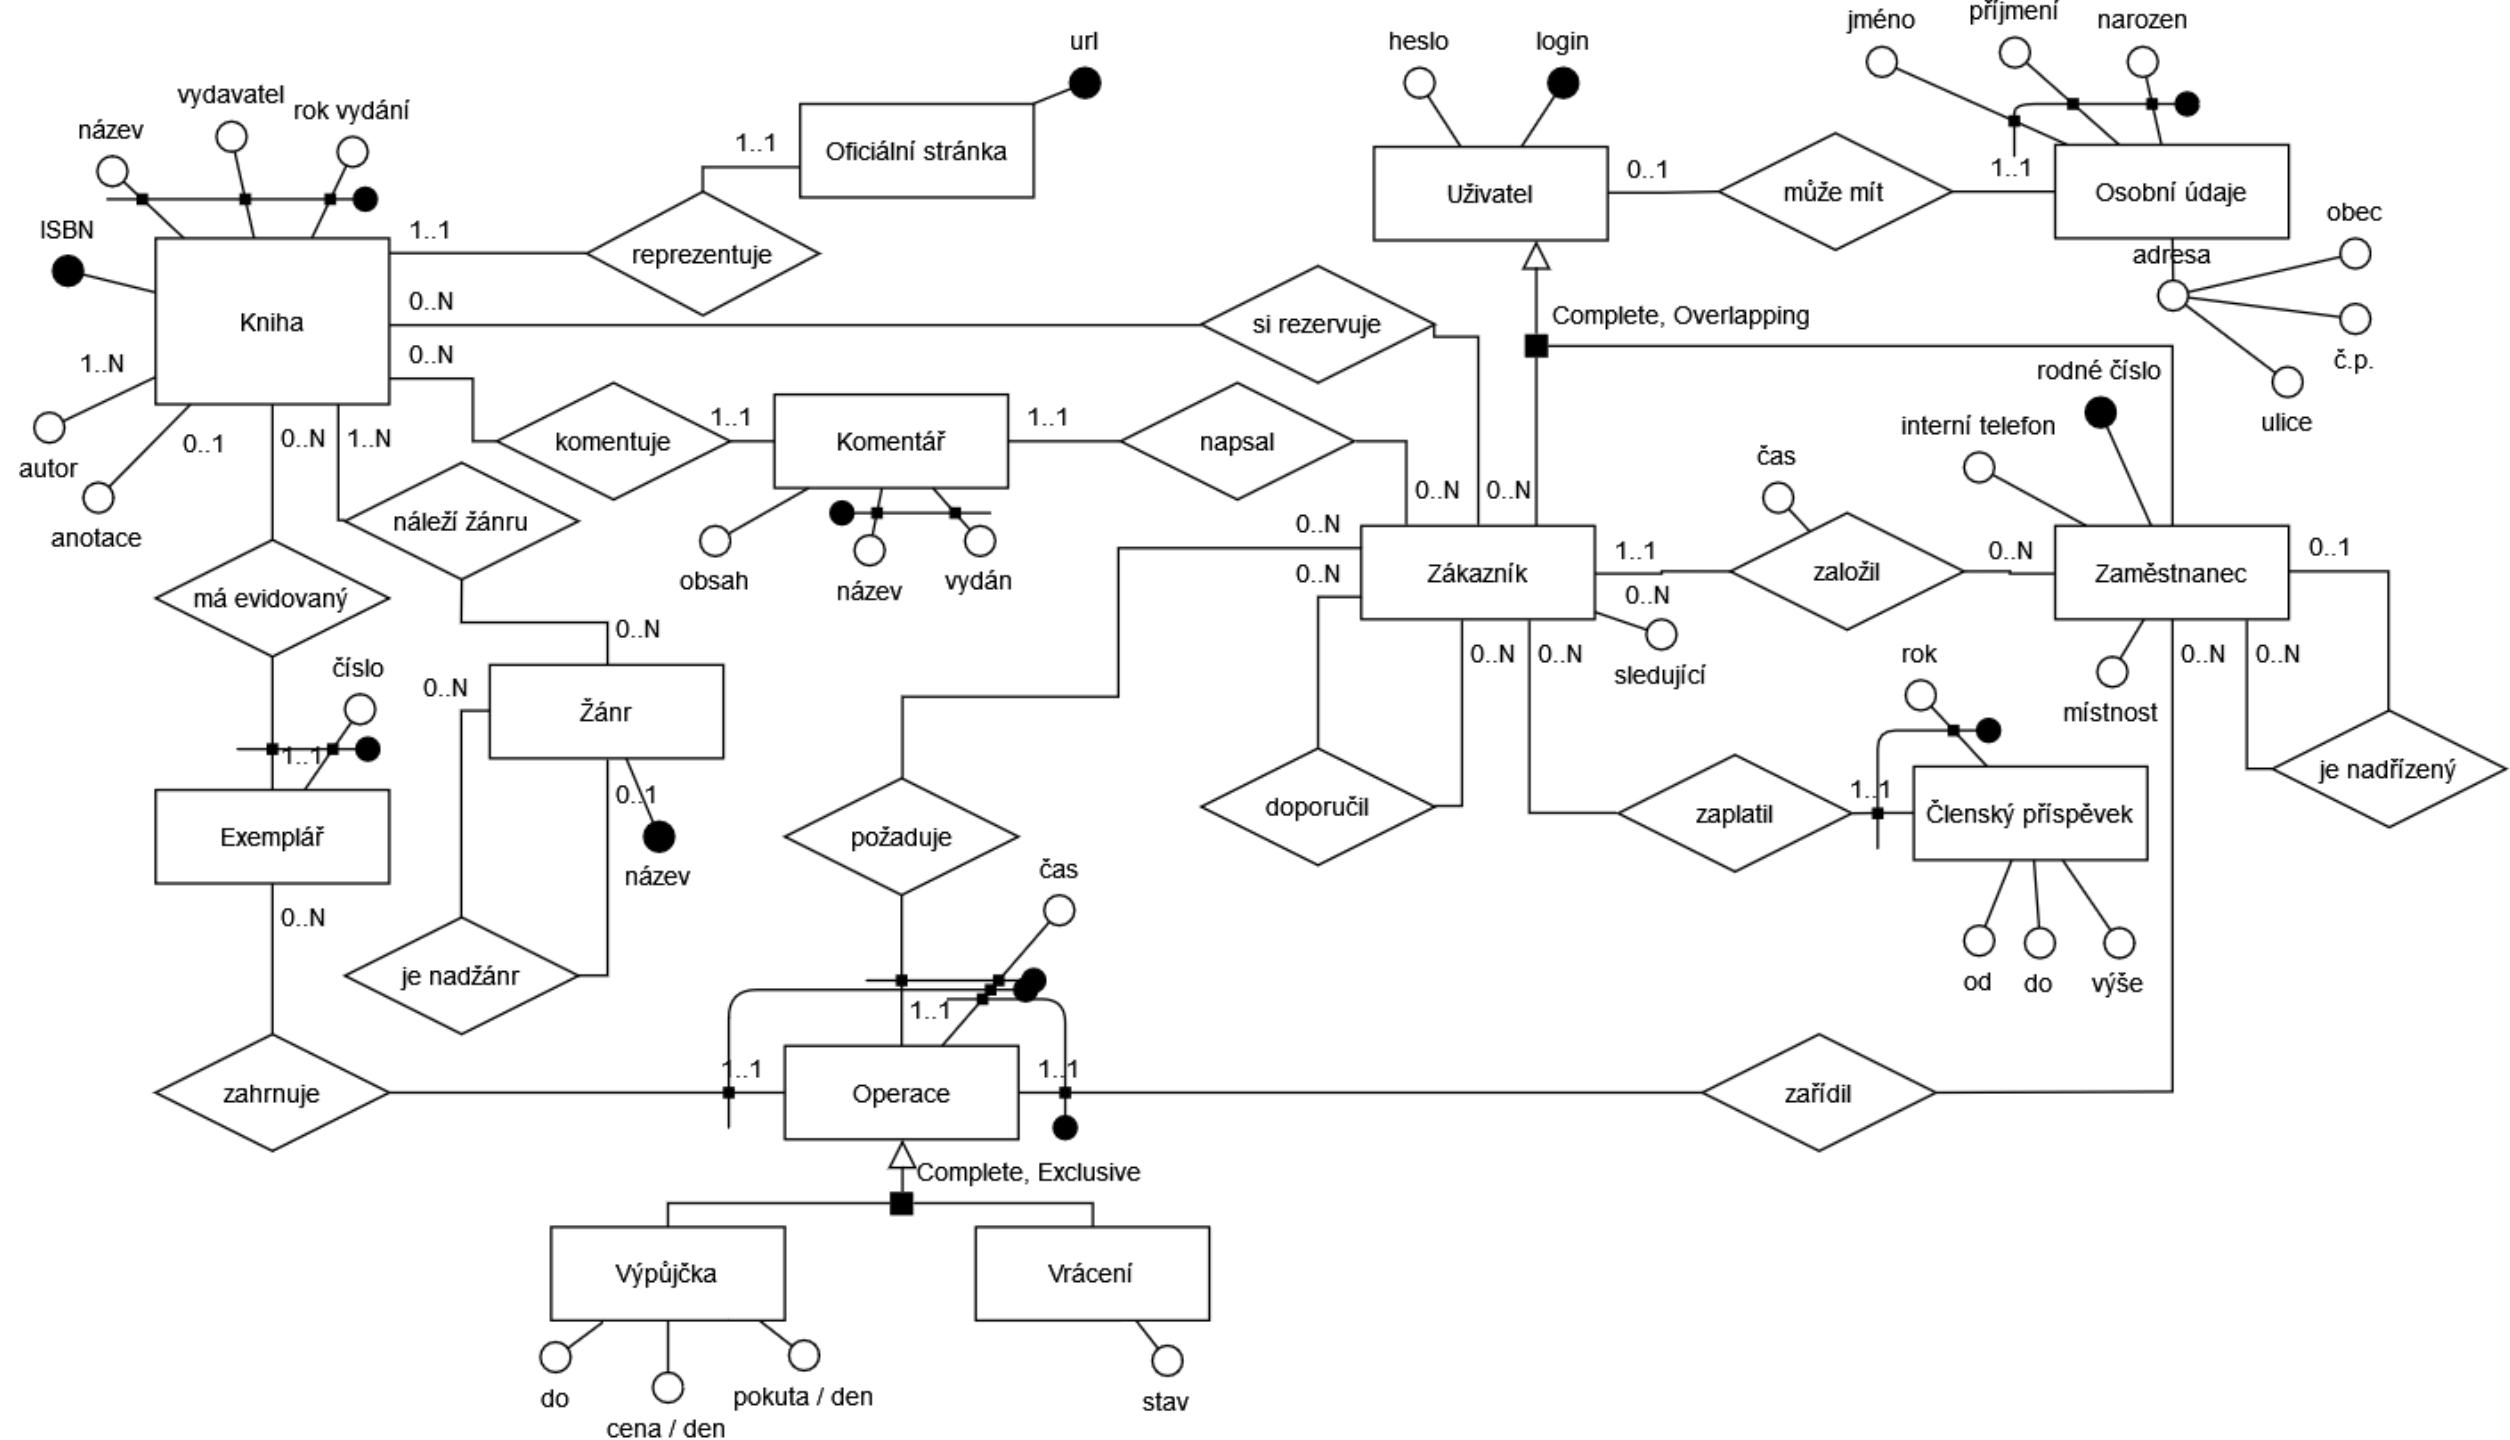 jméno
příjmení
narozen
url
heslo
login
vydavatel
rok vydání
název
1..1
Oficiální stránka
Uživatel
0..1
může mít
1..1
Osobní údaje
obec
ISBN
1..1
reprezentuje
adresa
0..N
si rezervuje
Complete, Overlapping
Kniha
č.p.
1..N
0..N
rodné číslo
ulice
1..1
1..1
interní telefon
0..1
0..N
1..N
komentuje
Komentář
napsal
čas
autor
0..N
0..N
anotace
náleží žánru
0..N
1..1
0..N
0..1
obsah
název
vydán
0..N
Zákazník
založil
Zaměstnanec
má evidovaný
0..N
0..N
sledující
číslo
0..N
0..N
0..N
rok
0..N
0..N
místnost
Žánr
1..1
0..1
1..1
je nadřízený
název
Exemplář
požaduje
doporučil
zaplatil
Členský příspěvek
čas
0..N
je nadžánr
od
do
výše
1..1
1..1
1..1
zahrnuje
Operace
zařídil
Complete, Exclusive
Výpůjčka
Vrácení
do
cena / den
pokuta / den
stav